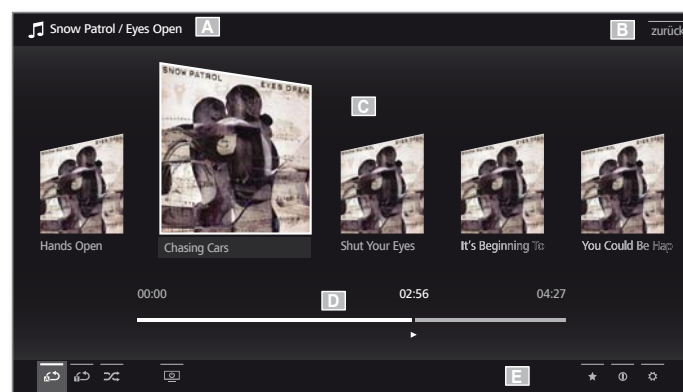 Snow Patrol / Eyes Open A B zurück
C
SNOW PATROL EYES OPEN
Hands Open Chasing Cars Shut Your Eyes It's Beginning To You Could Be Hap
00:00 D 02:56 04:27
E